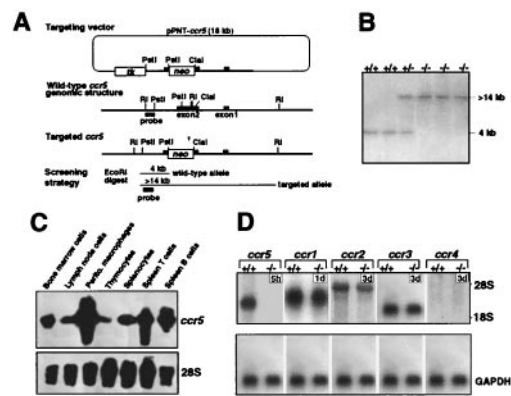 A
Targeting vector
pPNT-ccr5 (18 kb)
PstI PstI ClaI
tk neo
Wild-type ccr5
genomic structure
RI PstI PstI RI ClaI RI
probe exon2 exon1
Targeted ccr5
RI PstI PstI ClaI RI
neo
Screening
strategy
EcoRI
digest
4 kb wild-type allele
>14 kb targeted allele
probe
B
+/+ +/+ +/- -/- -/- -/-
>14 kb
4 kb
C
Bone marrow cells
Lymph node cells
Perito. macrophages
Thymocytes
Splenocytes
Spleen T cells
Spleen B cells
ccr5
28S
D
ccr5 ccr1 ccr2 ccr3 ccr4
+/+ -/- +/+ -/- +/+ -/- +/+ -/- +/+ -/-
5h 1d 3d 3d 3d
28S
18S
GAPDH